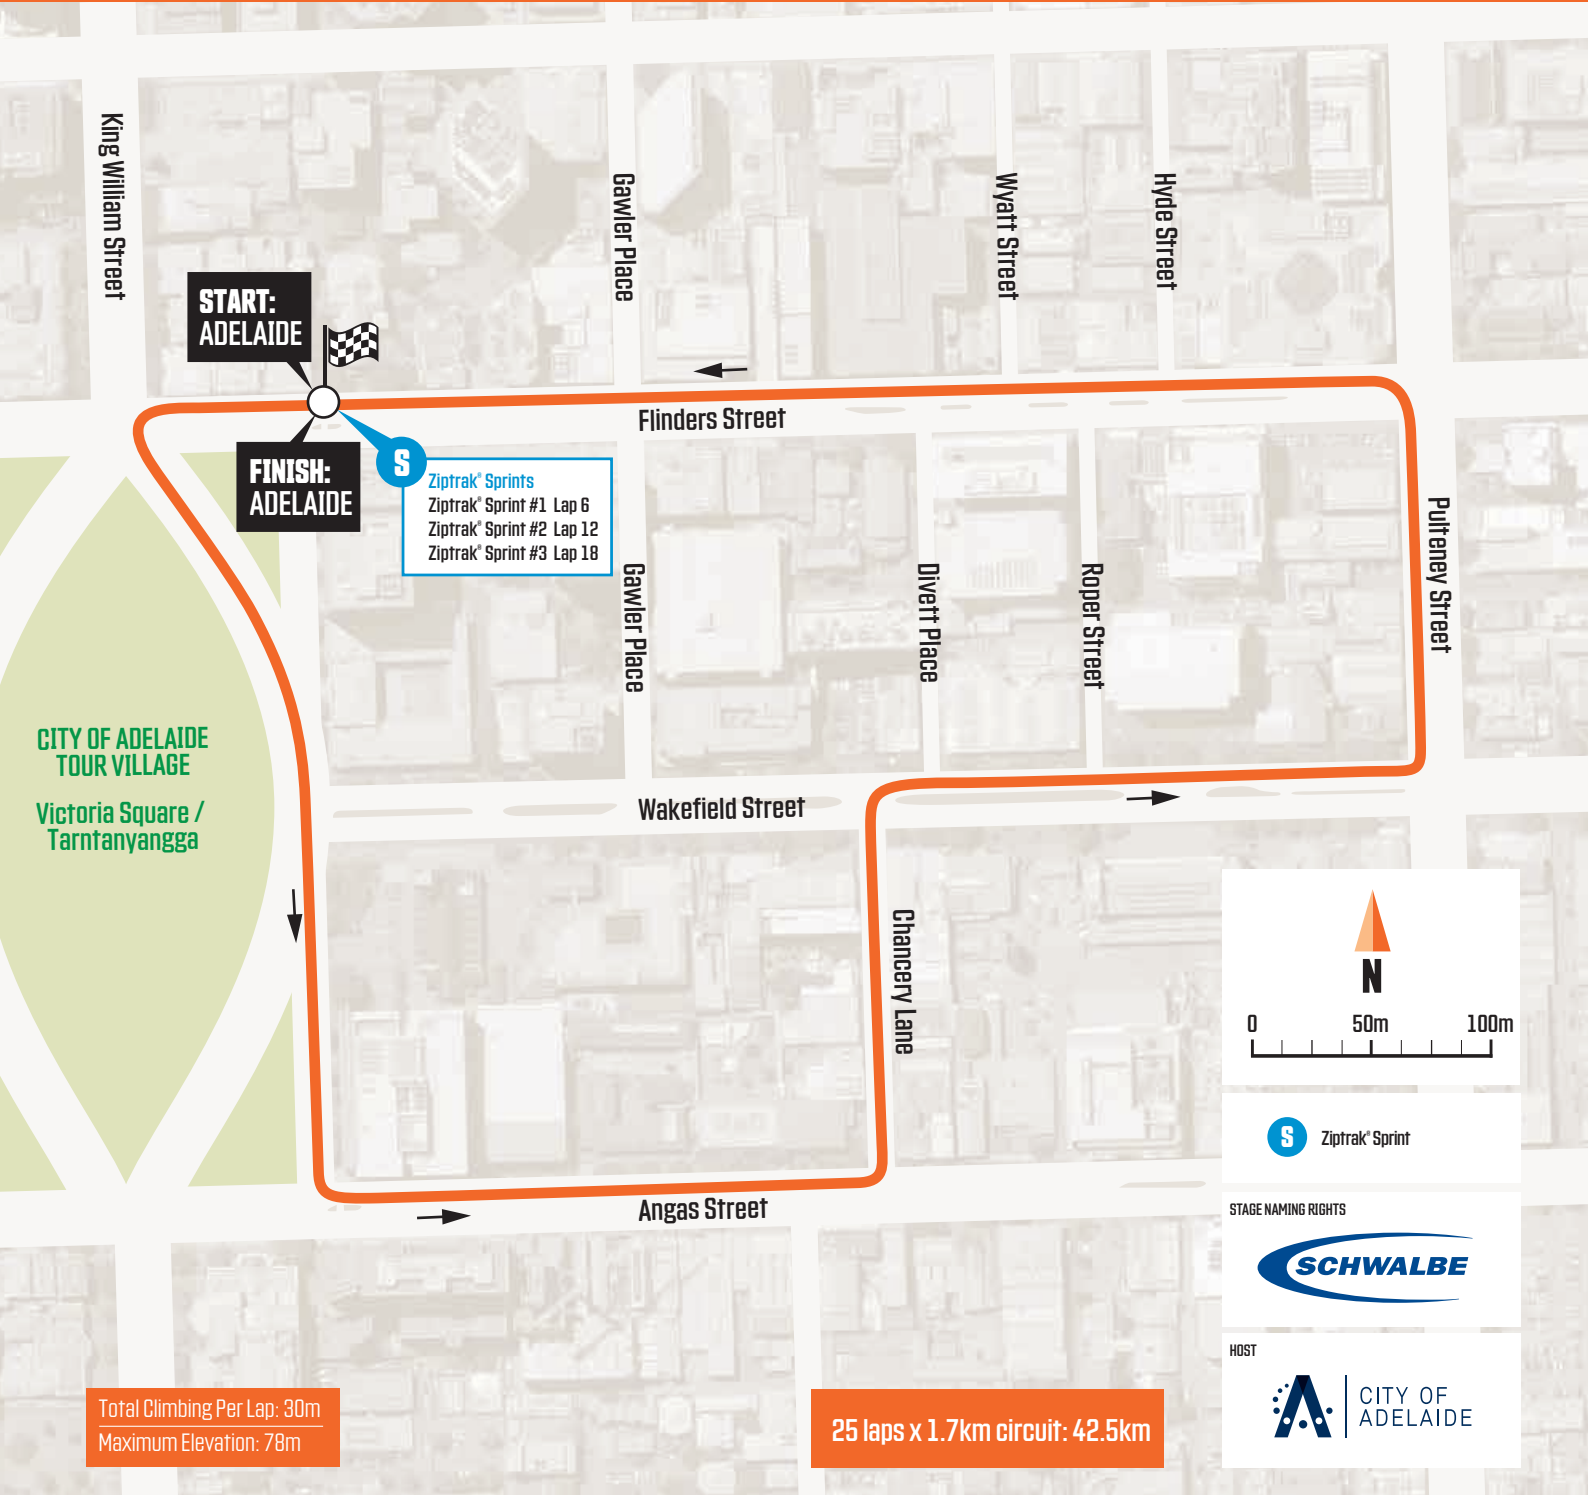 King William Street
Gawler Place
Wyatt Street
Hyde Street
START:
ADELAIDE
Flinders Street
FINISH:
ADELAIDE
S
Ziptrak® Sprints
Ziptrak® Sprint #1 Lap 6
Ziptrak® Sprint #2 Lap 12
Ziptrak® Sprint #3 Lap 18
Gawler Place
Divett Place
Roper Street
Pulteney Street
CITY OF ADELAIDE
TOUR VILLAGE
Victoria Square /
Tarntanyangga
Wakefield Street
Chancery Lane
Angas Street
N
0 50m 100m
S Ziptrak® Sprint
STAGE NAMING RIGHTS
SCHWALBE
HOST
CITY OF
ADELAIDE
Total Climbing Per Lap: 30m
Maximum Elevation: 78m
25 laps x 1.7km circuit: 42.5km